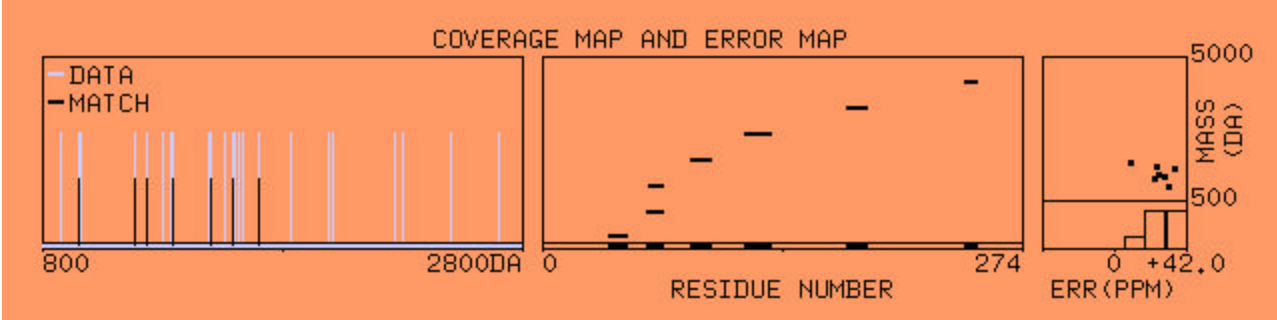 COVERAGE MAP AND ERROR MAP
DATA
MATCH
5000
MASS
(DA)
500
800
2800DA
0
274
0
+42.0
RESIDUE NUMBER
ERR(PPM)